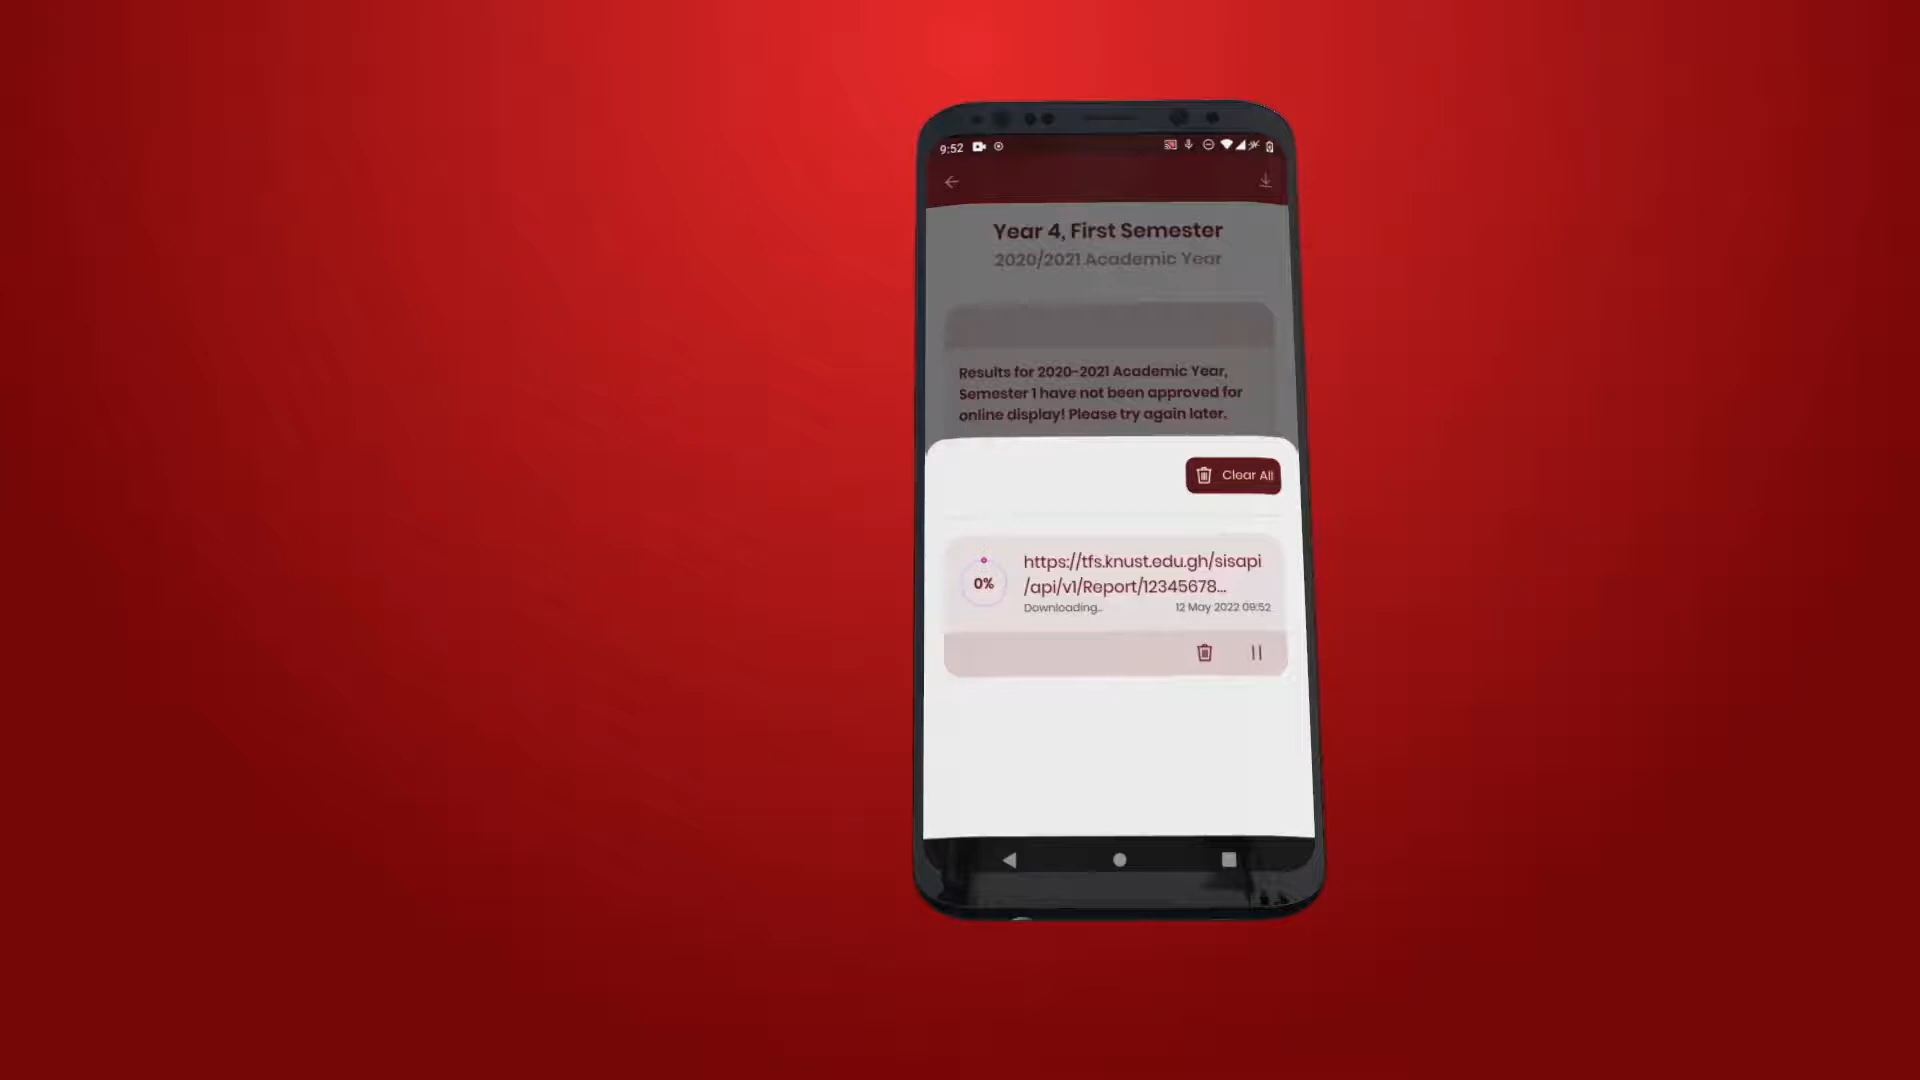 9:52
Year 4, First Semester
2020/2021 Academic Year
Results for 2020-2021 Academic Year,
Semester 1 have not been approved for
online display! Please try again later.
Clear All
0%
https://tfs.knust.edu.gh/sisapi
/api/v1/Report/12345678...
Downloading...
12 May 2022 09:52